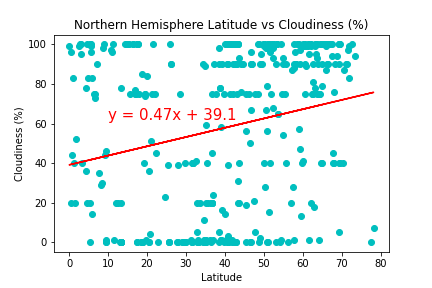 Northern Hemisphere Latitude vs Cloudiness (%)
100
80
60
40
20
0
Cloudiness (%)
y = 0.47x + 39.1
0 10 20 30 40 50 60 70 80
Latitude